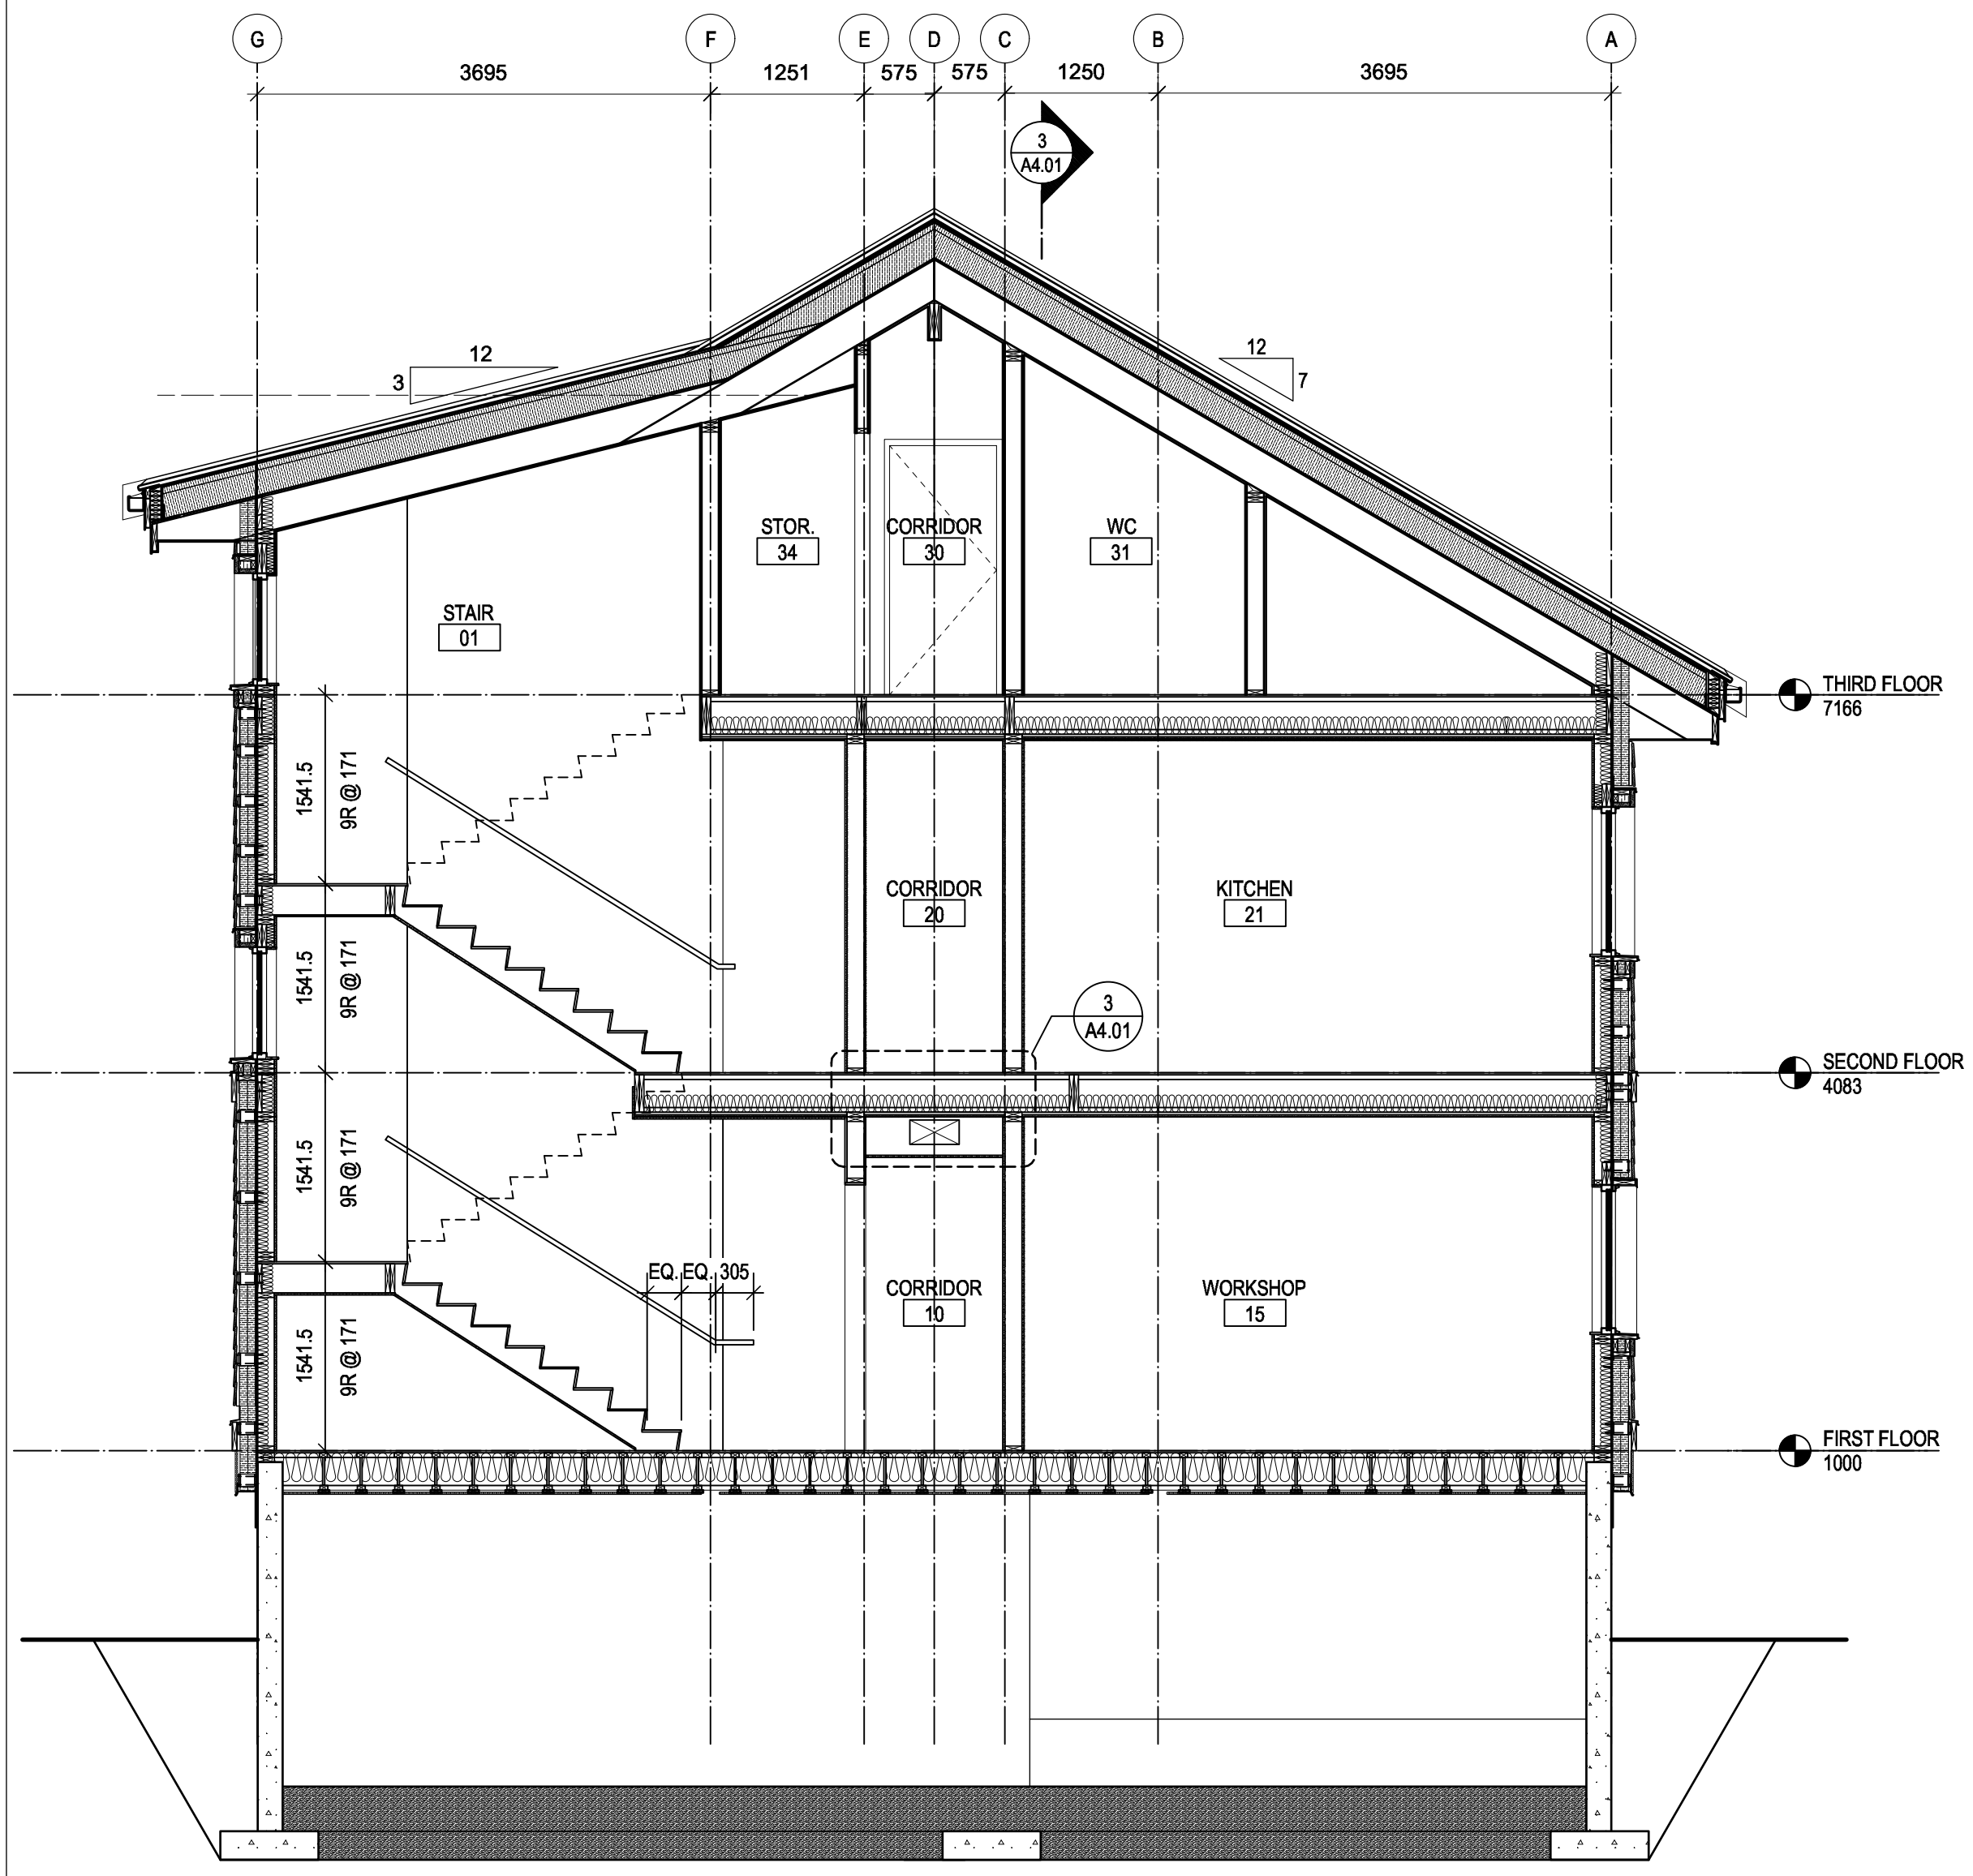 G F E D C B A
3695 1251 575 575 1250 3695
3
A4.01
12
3
12
7
STOR.
34
CORRIDOR
30
WC
31
STAIR
01
THIRD FLOOR
7166
1541.5
9R @ 171
CORRIDOR
20
KITCHEN
21
1541.5
9R @ 171
3
A4.01
SECOND FLOOR
4083
1541.5
9R @ 171
EQ. EQ. 305
CORRIDOR
10
WORKSHOP
15
1541.5
9R @ 171
FIRST FLOOR
1000